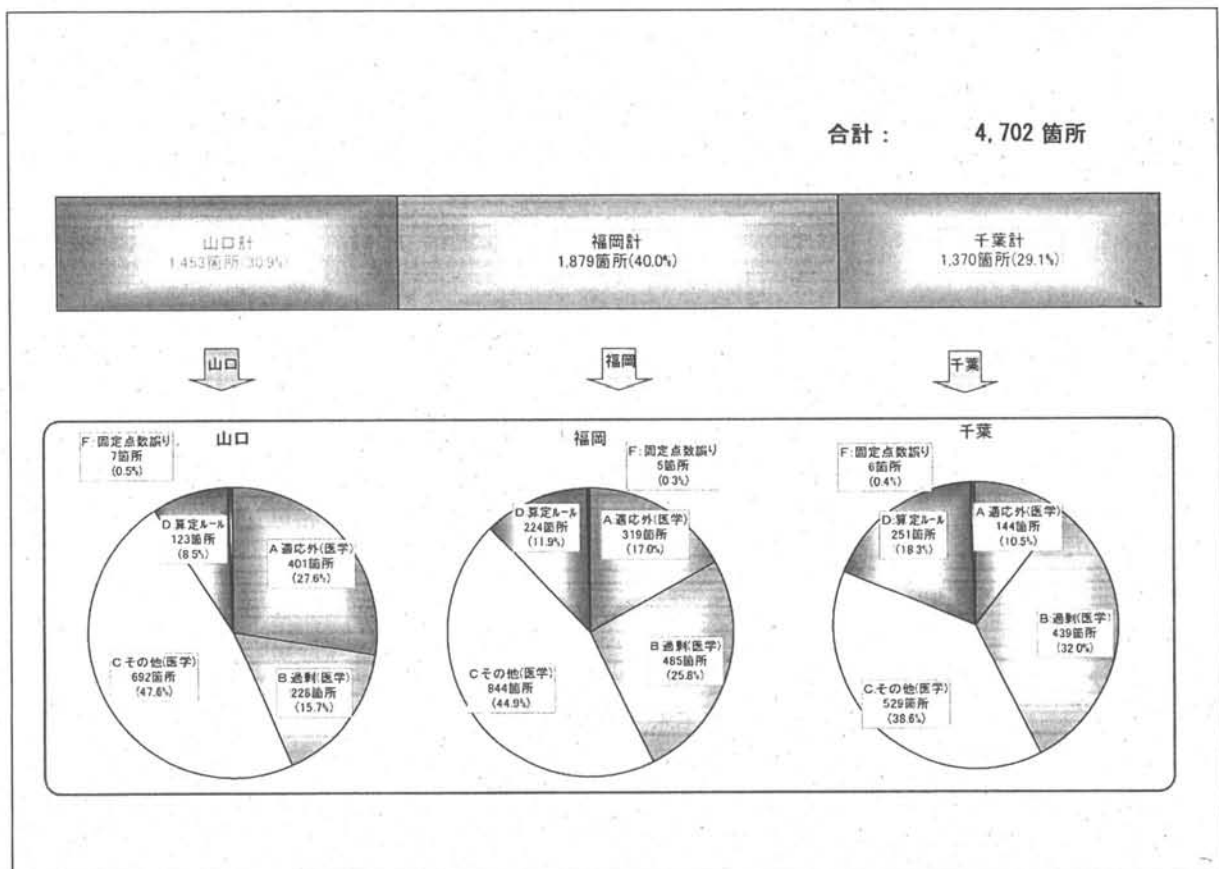 合計： 4,702 箇所
山口計
1,453箇所(30.9%)
福岡計
1,879箇所(40.0%)
千葉計
1,370箇所(29.1%)
山口
福岡
千葉
山口
F:固定点数誤り
7箇所
(0.5%)
D 算定ルール
123箇所
(8.5%)
A 適応外(医学)
401箇所
(27.6%)
C その他(医学)
692箇所
(47.6%)
B 過剰(医学)
228箇所
(15.7%)
福岡
F:固定点数誤り
5箇所
(0.3%)
D 算定ルール
224箇所
(11.9%)
A:適応外(医学)
319箇所
(17.0%)
B 過剰(医学)
485箇所
(25.8%)
C その他(医学)
844箇所
(44.9%)
千葉
F:固定点数誤り
6箇所
(0.4%)
D:算定ルール
251箇所
(18.3%)
A 適応外(医学)
144箇所
(10.5%)
B:過剰(医学)
439箇所
(32.0%)
C:その他(医学)
529箇所
(38.6%)